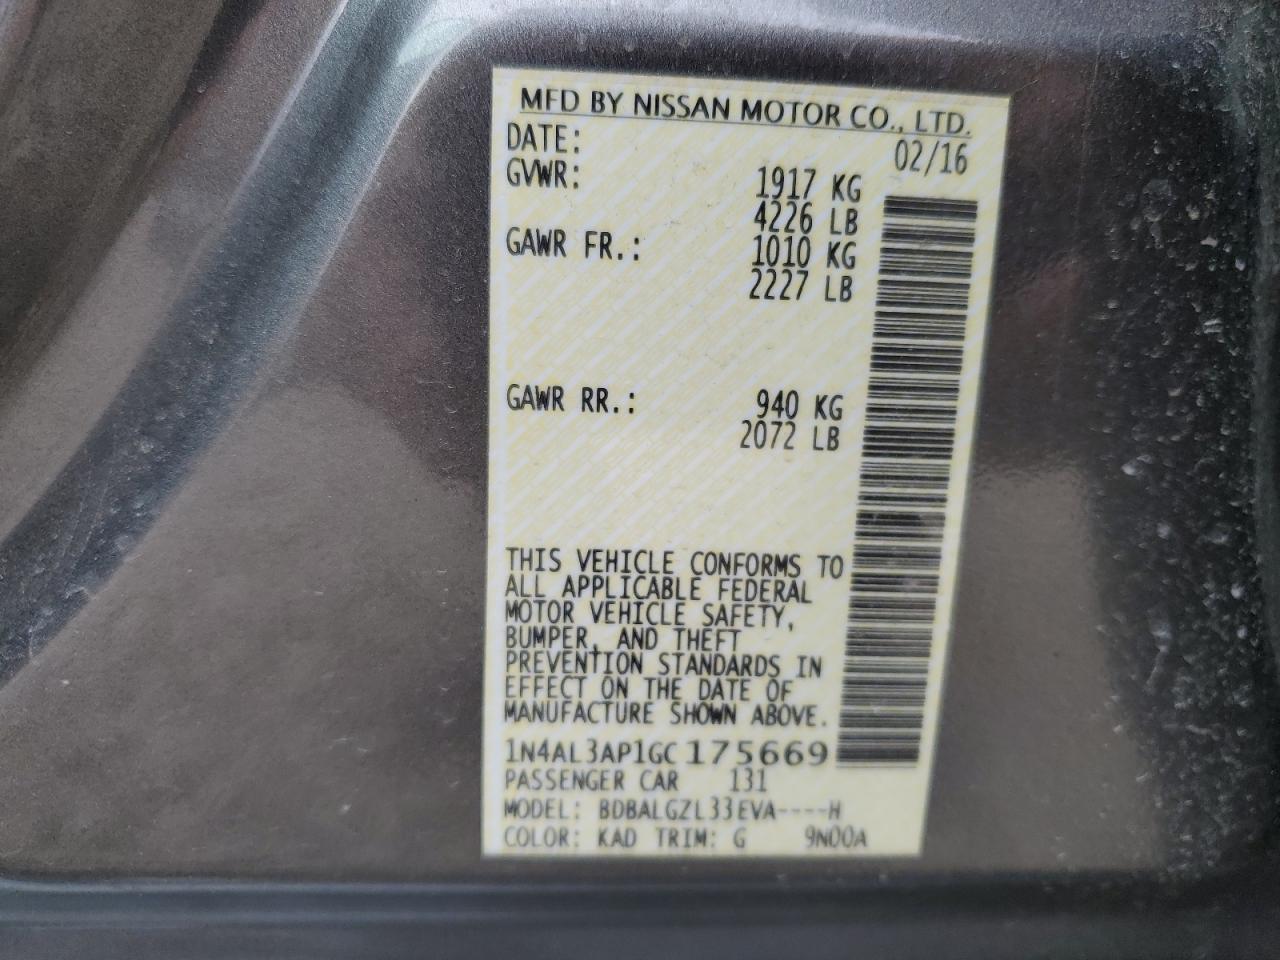 MFD BY NISSAN MOTOR CO., LTD.
DATE: 02/16
GVWR: 1917 KG
4226 LB
GAWR FR.: 1010 KG
2227 LB
GAWR RR.: 940 KG
2072 LB
THIS VEHICLE CONFORMS TO
ALL APPLICABLE FEDERAL
MOTOR VEHICLE SAFETY,
BUMPER, AND THEFT
PREVENTION STANDARDS IN
EFFECT ON THE DATE OF
MANUFACTURE SHOWN ABOVE.
1N4AL3AP1GC175669
PASSENGER CAR 131
MODEL: BDBALGZL33EVA----H
COLOR: KAD TRIM: G 9N00A